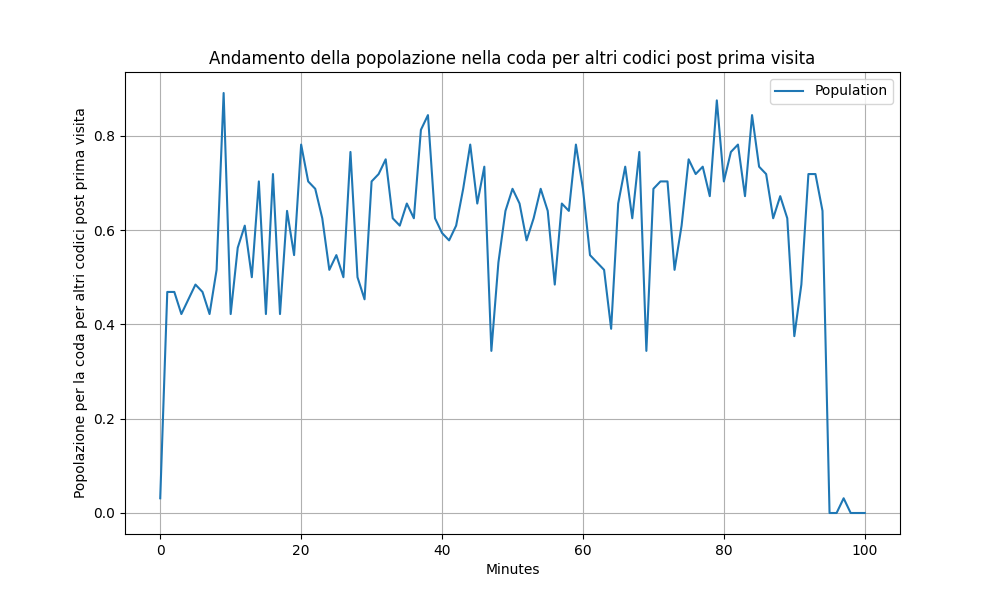 Andamento della popolazione nella coda per altri codici post prima visita
Population
Popolazione per la coda per altri codici post prima visita
0.8
0.6
0.4
0.2
0.0
0 20 40 60 80 100
Minutes